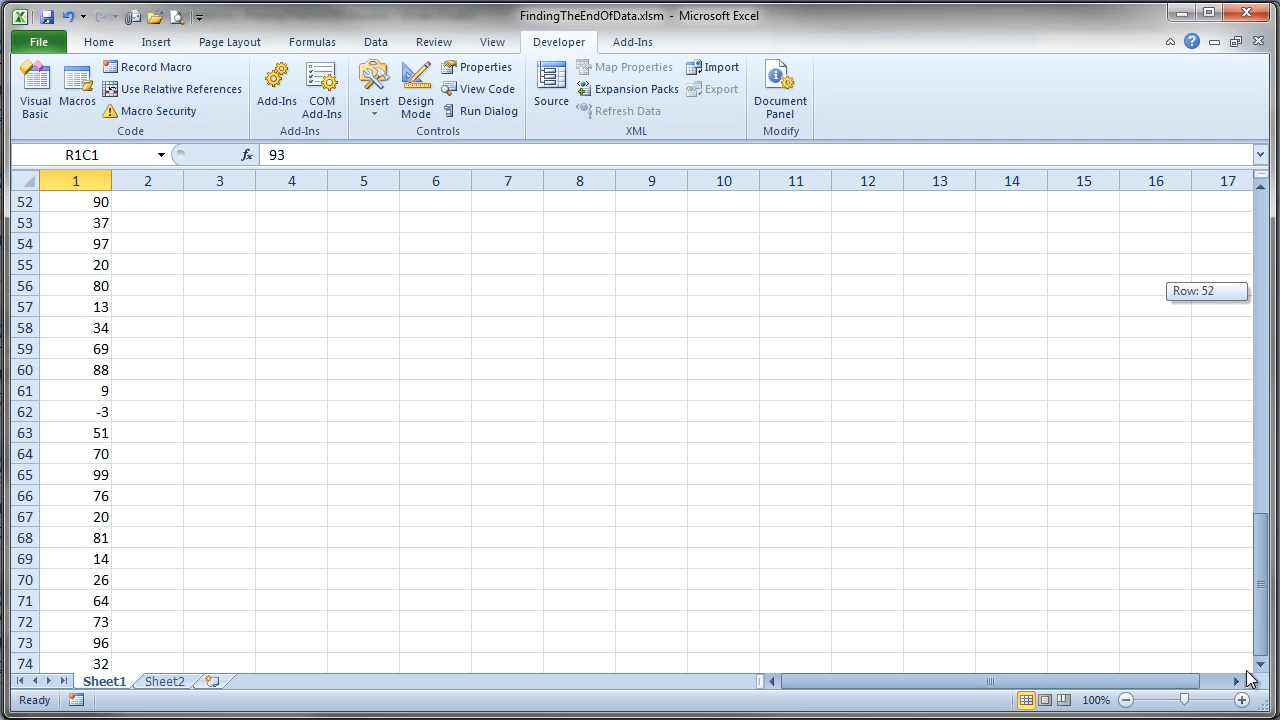 FindingTheEndOfData.xlsm - Microsoft Excel
File Home Insert Page Layout Formulas Data Review View Developer Add-Ins
Visual Basic
Macros
Record Macro
Use Relative References
Macro Security
Code
Add-Ins
COM Add-Ins
Add-Ins
Insert
Design Mode
Properties
View Code
Run Dialog
Controls
Source
Map Properties
Expansion Packs
Refresh Data
Import
Export
XML
Document Panel
Modify
R1C1 fx 93
1 2 3 4 5 6 7 8 9 10 11 12 13 14 15 16 17
52 90
53 37
54 97
55 20
56 80
Row: 52
57 13
58 34
59 69
60 88
61 9
62 -3
63 51
64 70
65 99
66 76
67 20
68 81
69 14
70 26
71 64
72 73
73 96
74 32
Sheet1 Sheet2
Ready 100%